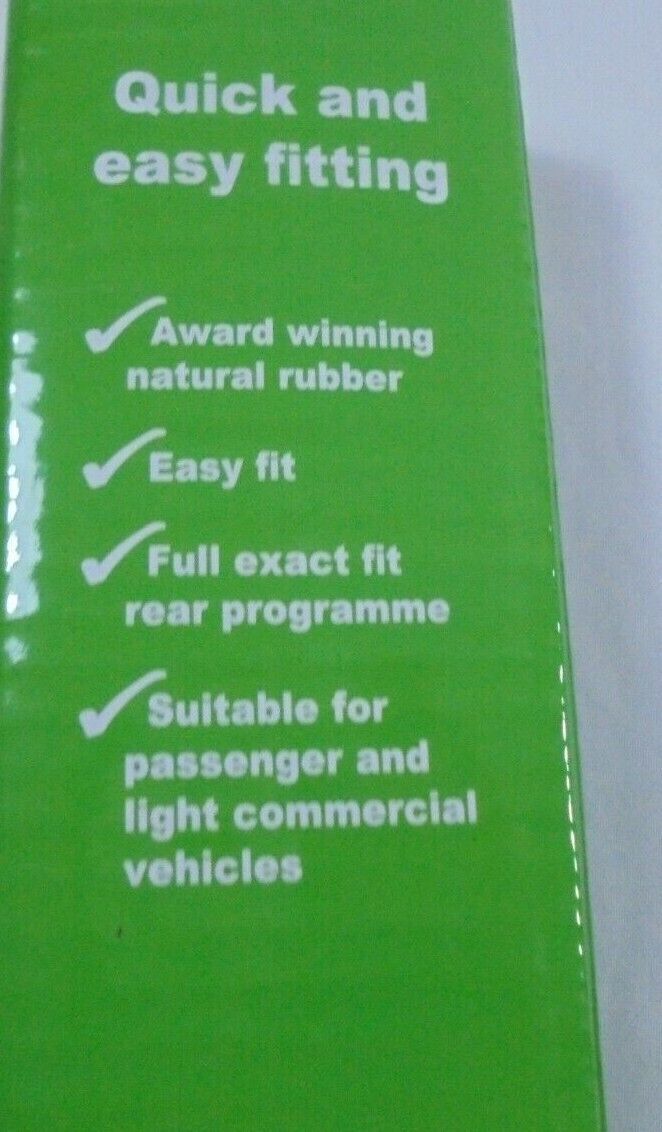 Quick and
easy fitting
Award winning
natural rubber
Easy fit
Full exact fit
rear programme
Suitable for
passenger and
light commercial
vehicles